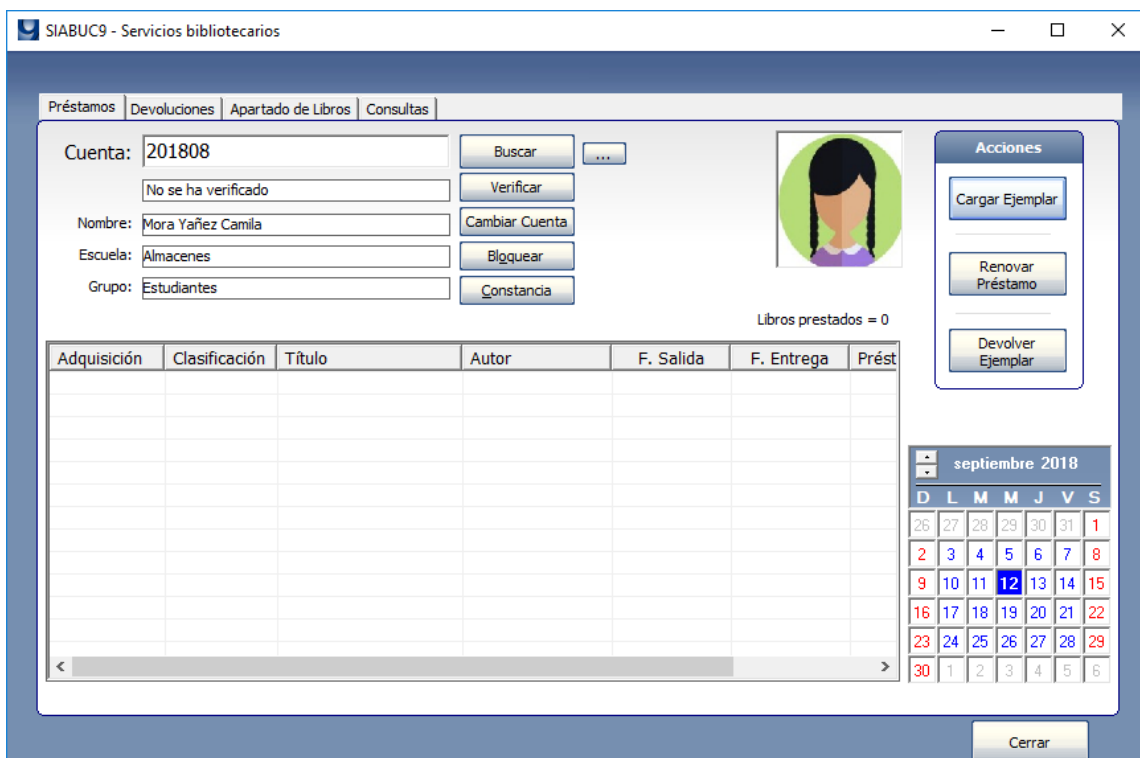 SIABUC9 - Servicios bibliotecarios
Préstamos Devoluciones Apartado de Libros Consultas
Cuenta: 201808 Buscar ...
No se ha verificado Verificar
Nombre: Mora Yañez Camila Cambiar Cuenta
Escuela: Almacenes Bloquear
Grupo: Estudiantes Constancia
Libros prestados = 0
Acciones
Cargar Ejemplar
Renovar
Préstamo
Devolver
Ejemplar
Adquisición Clasificación Título Autor F. Salida F. Entrega Prést
septiembre 2018
D L M M J V S
26 27 28 29 30 31 1
2 3 4 5 6 7 8
9 10 11 12 13 14 15
16 17 18 19 20 21 22
23 24 25 26 27 28 29
30 1 2 3 4 5 6
Cerrar